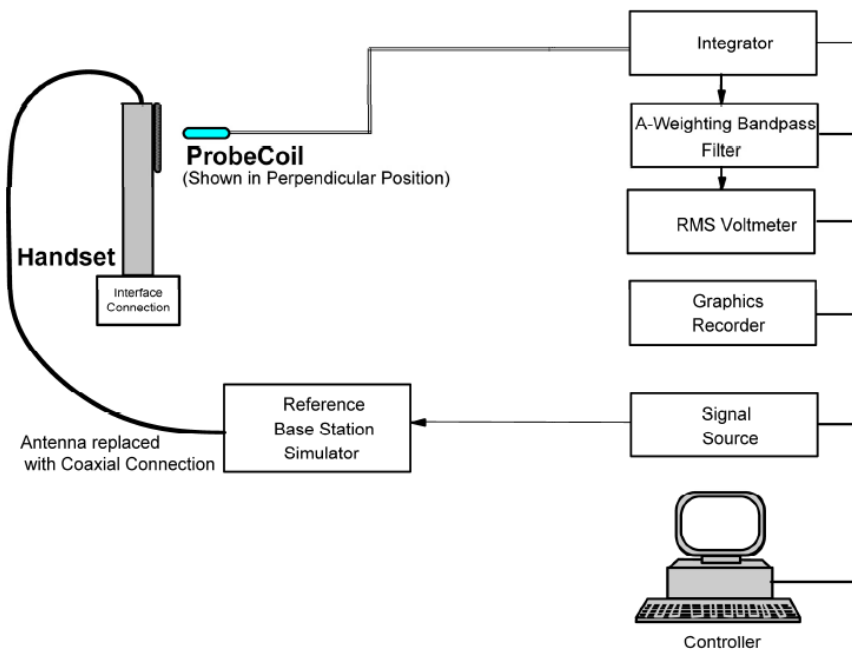 Integrator
A-Weighting Bandpass
Filter
ProbeCoil
(Shown in Perpendicular Position)
RMS Voltmeter
Handset
Interface
Connection
Graphics
Recorder
Reference
Base Station
Simulator
Signal
Source
Antenna replaced
with Coaxial Connection
Controller